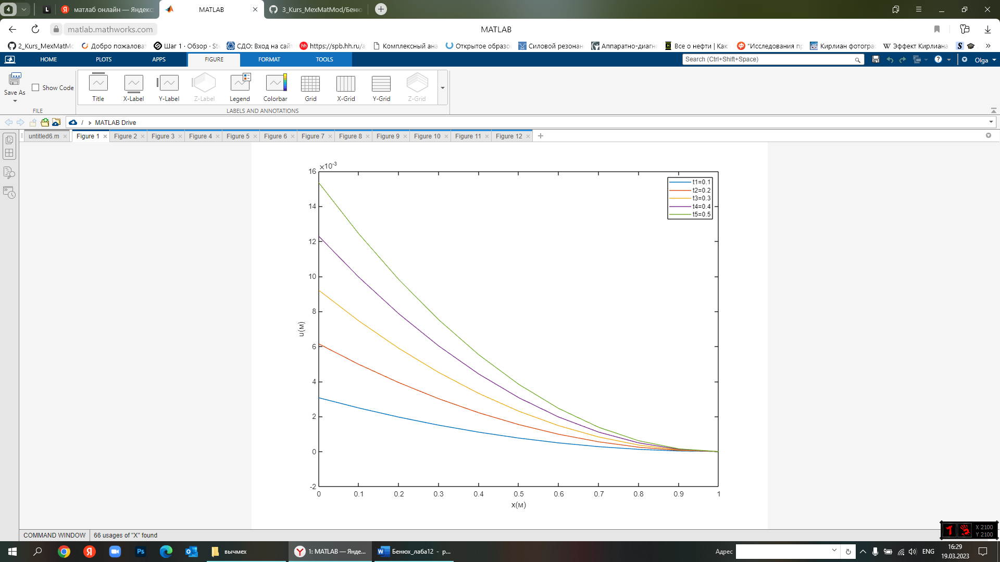 4
L
матлаб онлайн — Яндекс
MATLAB
3_Kurs_MexMatMod/Беню
matlab.mathworks.com
MATLAB
2_Kurs_MexMatMo
Добро пожаловат
Шаг 1 · Обзор · Ste
СДО: Вход на сайт
hh https://spb.hh.ru/a
Комплексный ана
Открытое образо
Силовой резонан
Аппаратно-диагн
Все о нефти | Как
"Исследования пр
Кирлиан фотограс
W Эффект Кирлиана
HOME PLOTS APPS FIGURE FORMAT TOOLS
Search (Ctrl+Shift+Space)
Olga
Save As
Show Code
Title X-Label Y-Label Z-Label Legend Colorbar Grid X-Grid Y-Grid Z-Grid
FILE LABELS AND ANNOTATIONS
/ MATLAB Drive
untitled6.m Figure 1 Figure 2 Figure 3 Figure 4 Figure 5 Figure 6 Figure 7 Figure 8 Figure 9 Figure 10 Figure 11 Figure 12
×10-3
16
14
12
10
8
6
4
2
0
-2
u(м)
t1=0.1
t2=0.2
t3=0.3
t4=0.4
t5=0.5
0 0.1 0.2 0.3 0.4 0.5 0.6 0.7 0.8 0.9 1
x(м)
COMMAND WINDOW 66 usages of "X" found
X 2100
Y 2100
Ps
вычмех
1: MATLAB — Янде...
Бенюх_лаба12 - p...
Адрес
ENG
16:29
19.03.2023